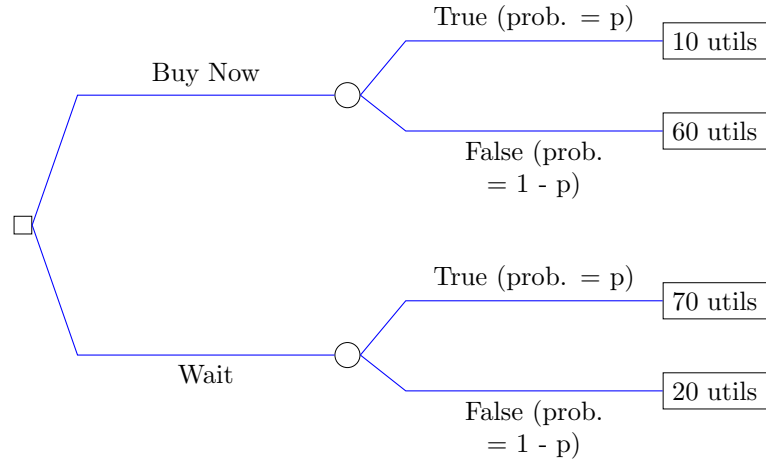 True (prob. = p)
10 utils
Buy Now
60 utils
False (prob.
= 1 - p)
True (prob. = p)
70 utils
Wait
20 utils
False (prob.
= 1 - p)